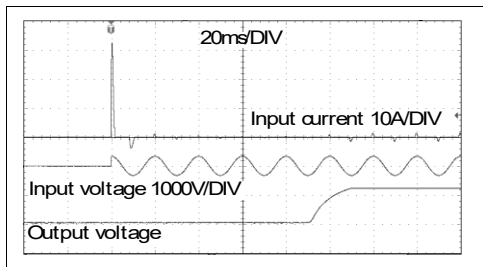 20ms/DIV
Input current 10A/DIV
Input voltage 1000V/DIV
Output voltage